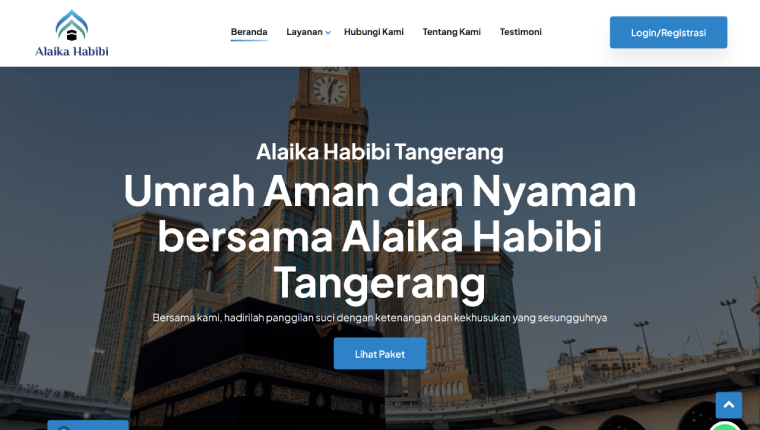 Alaika Habibi
Beranda
Layanan
Hubungi Kami
Tentang Kami
Testimoni
Login/Registrasi
Alaika Habibi Tangerang
Umrah Aman dan Nyaman
bersama Alaika Habibi
Tangerang
Bersama kami, hadirilah panggilan suci dengan ketenangan dan kekhusukan yang sesungguhnya
Lihat Paket